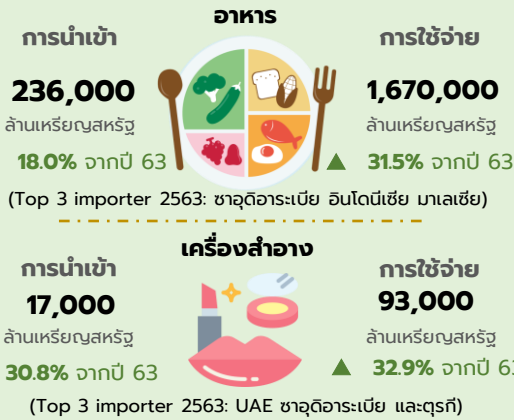 อาหาร
การนำเข้า
236,000
ล้านเหรียญสหรัฐ
18.0% จากปี 63
การใช้จ่าย
1,670,000
ล้านเหรียญสหรัฐ
▲ 31.5% จากปี 63
(Top 3 importer 2563: ซาอุดิอาระเบีย อินโดนีเซีย มาเลเซีย)
เครื่องสำอาง
การนำเข้า
17,000
ล้านเหรียญสหรัฐ
30.8% จากปี 63
การใช้จ่าย
93,000
ล้านเหรียญสหรัฐ
▲ 32.9% จากปี 63
(Top 3 importer 2563: UAE ซาอุดิอาระเบีย และตุรกี)